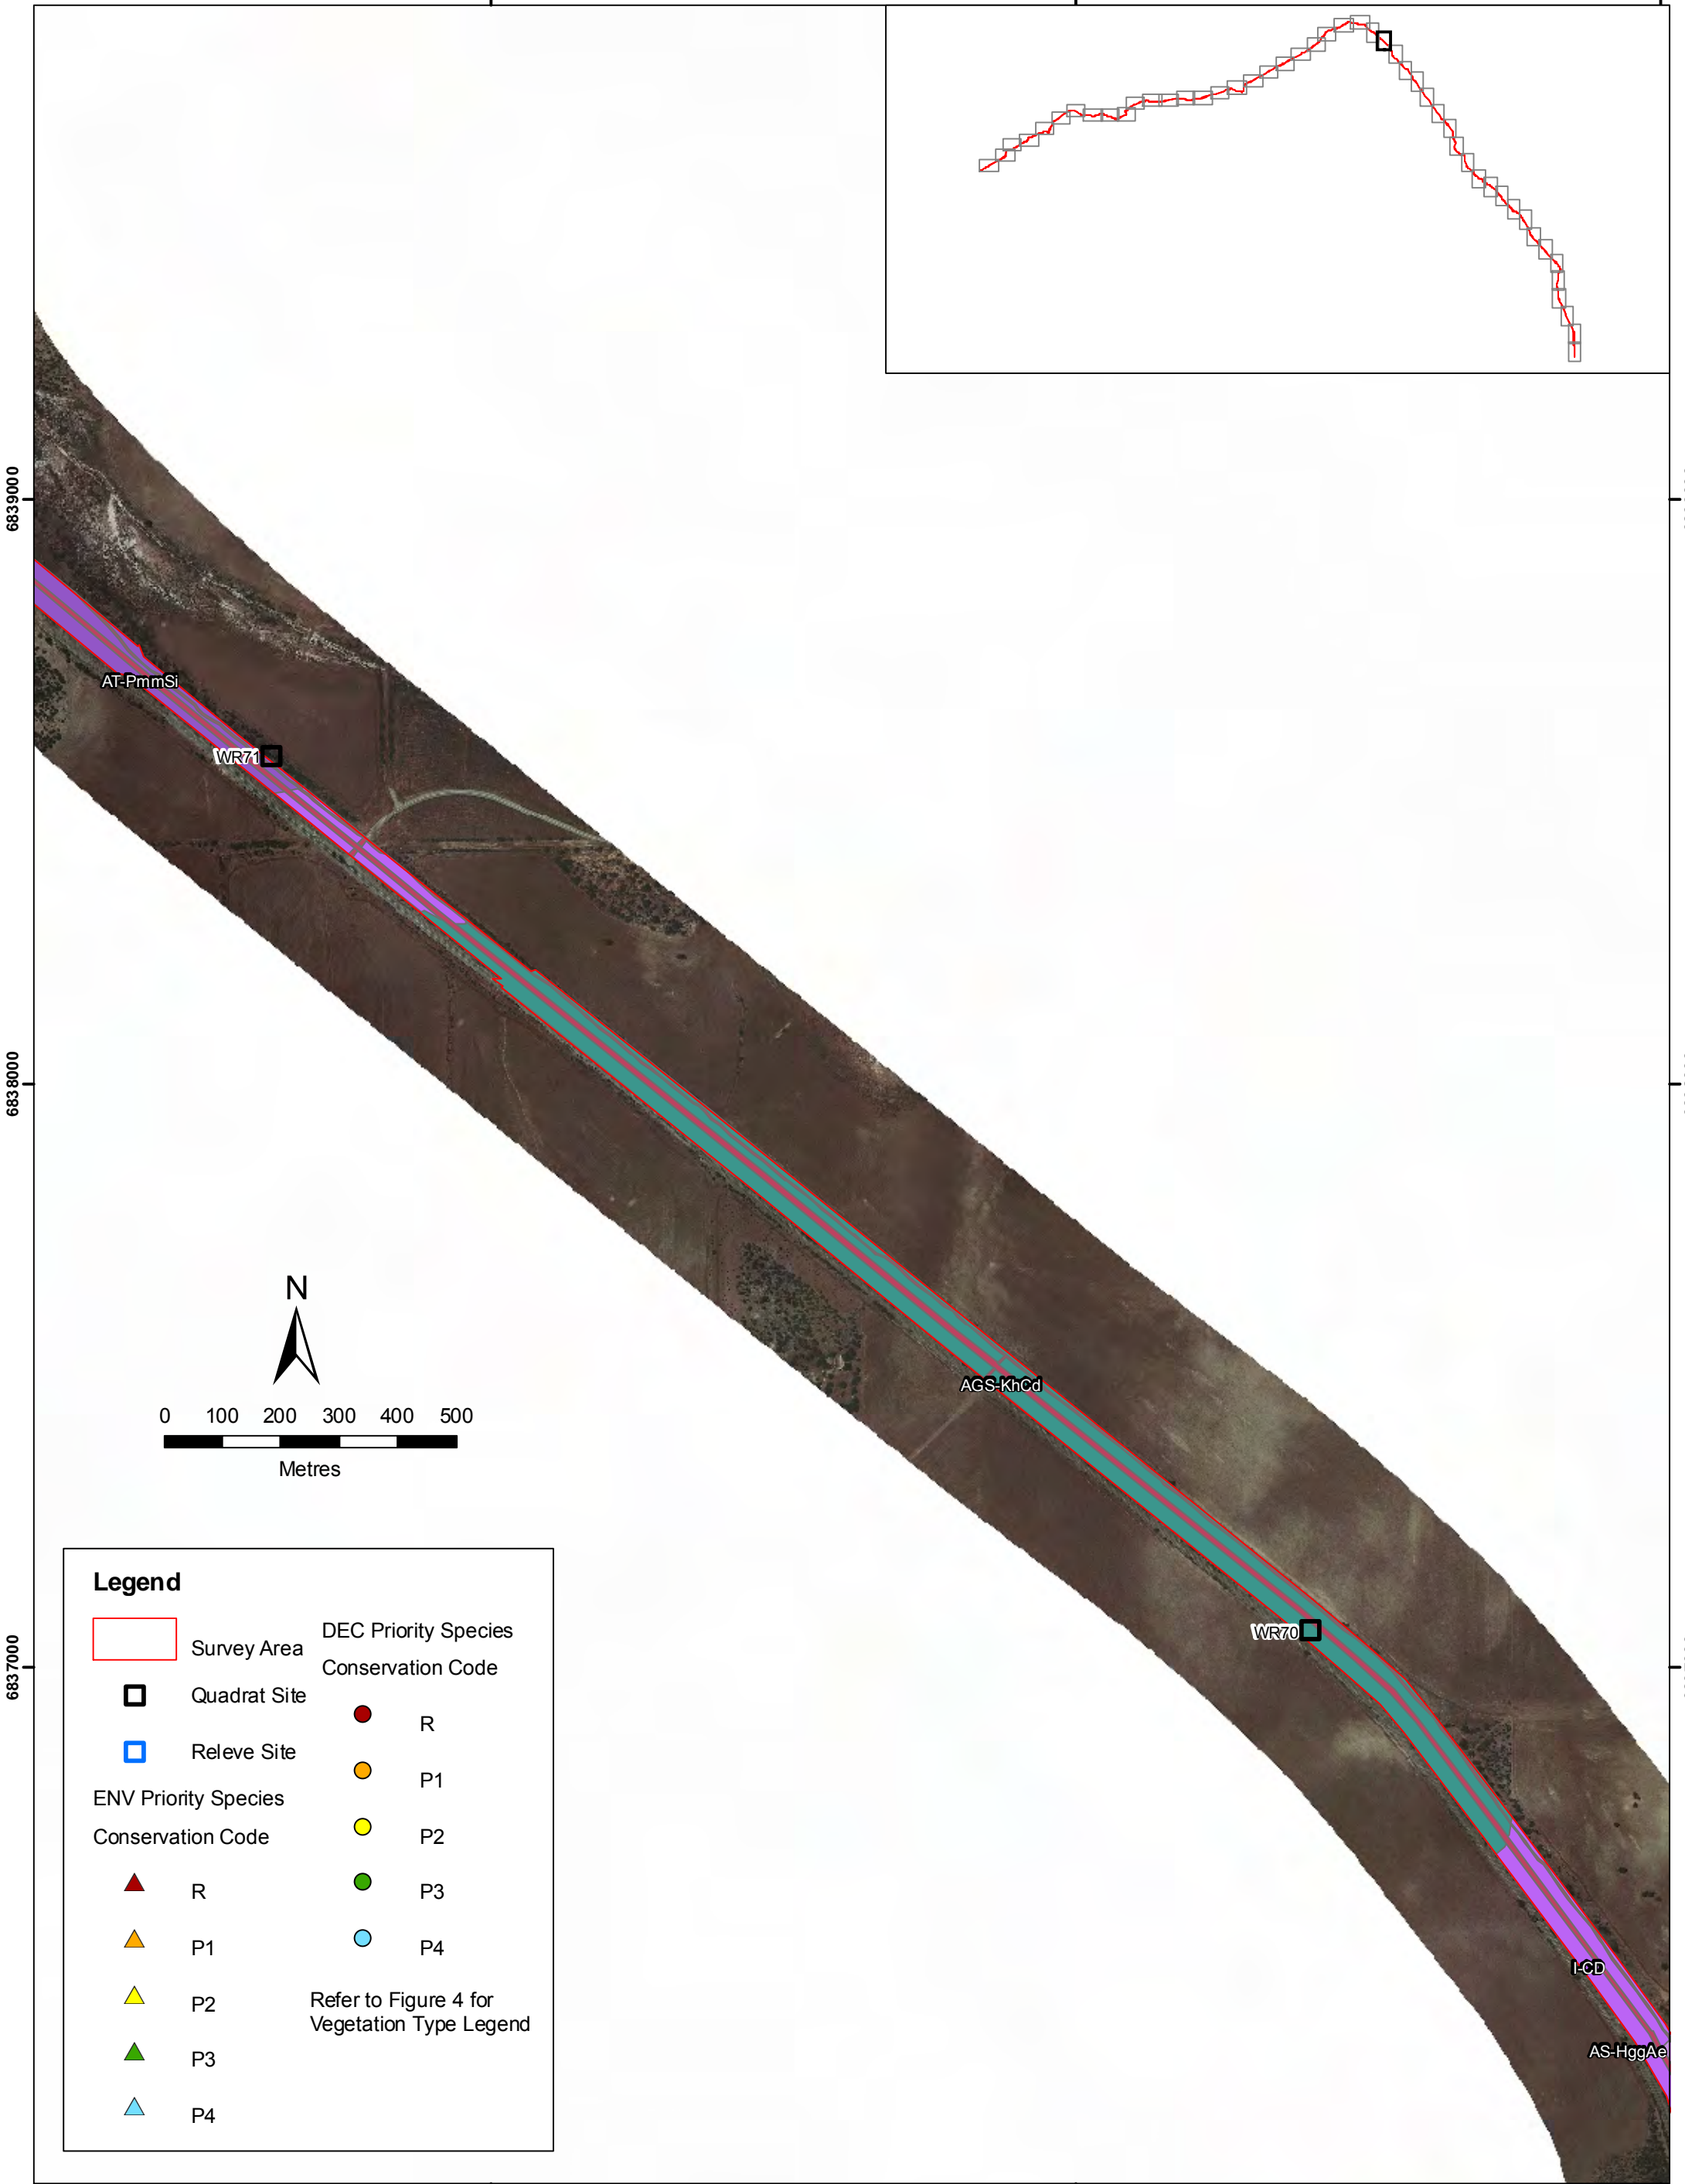 6839000
AT-PmmSi
WR71
6838000
N
0 100 200 300 400 500
Metres
AGS-KhCd
WR70
6837000
I-CD
AS-HggAe
Legend
Survey Area
Quadrat Site
Releve Site
ENV Priority Species
Conservation Code
R
P1
P2
P3
P4
DEC Priority Species
Conservation Code
R
P1
P2
P3
P4
Refer to Figure 4 for
Vegetation Type Legend